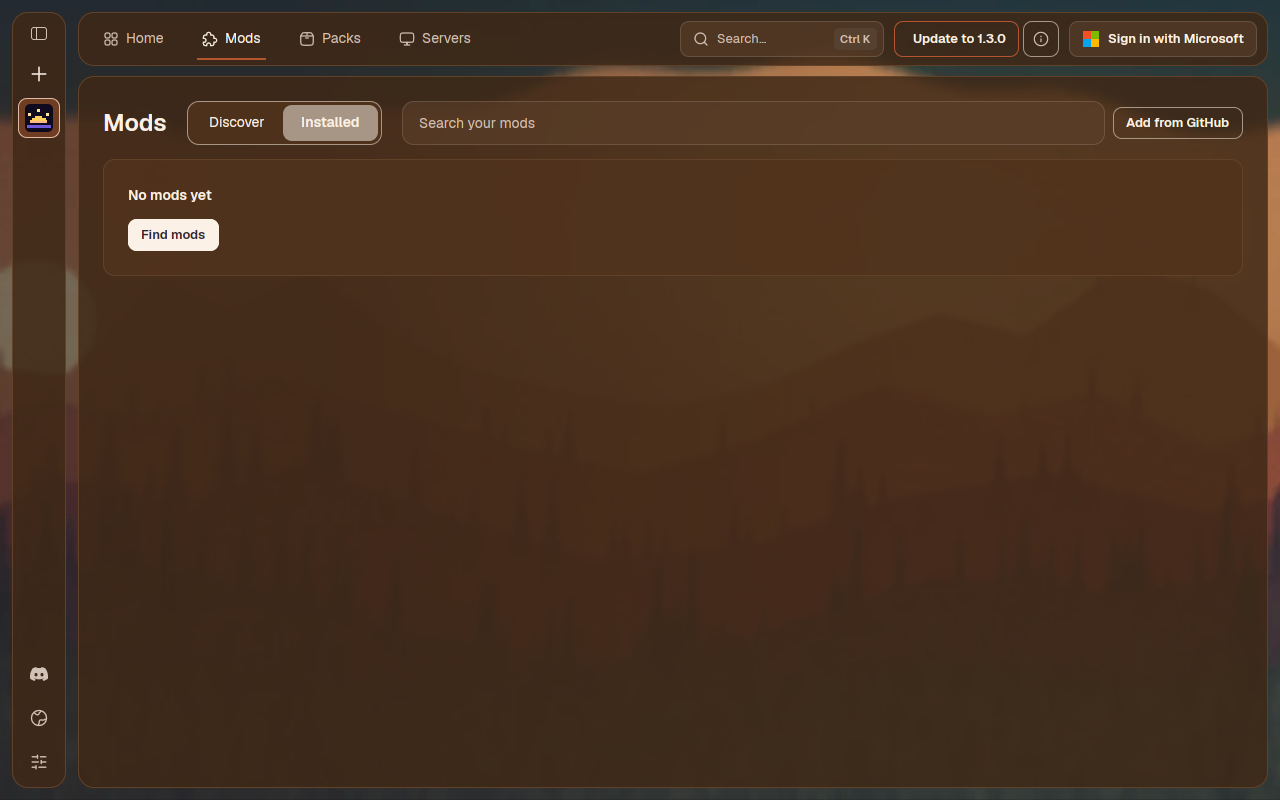 Home
Mods
Packs
Servers
Search...
Ctrl K
Update to 1.3.0
Sign in with Microsoft
Mods
Discover
Installed
Search your mods
Add from GitHub
No mods yet
Find mods